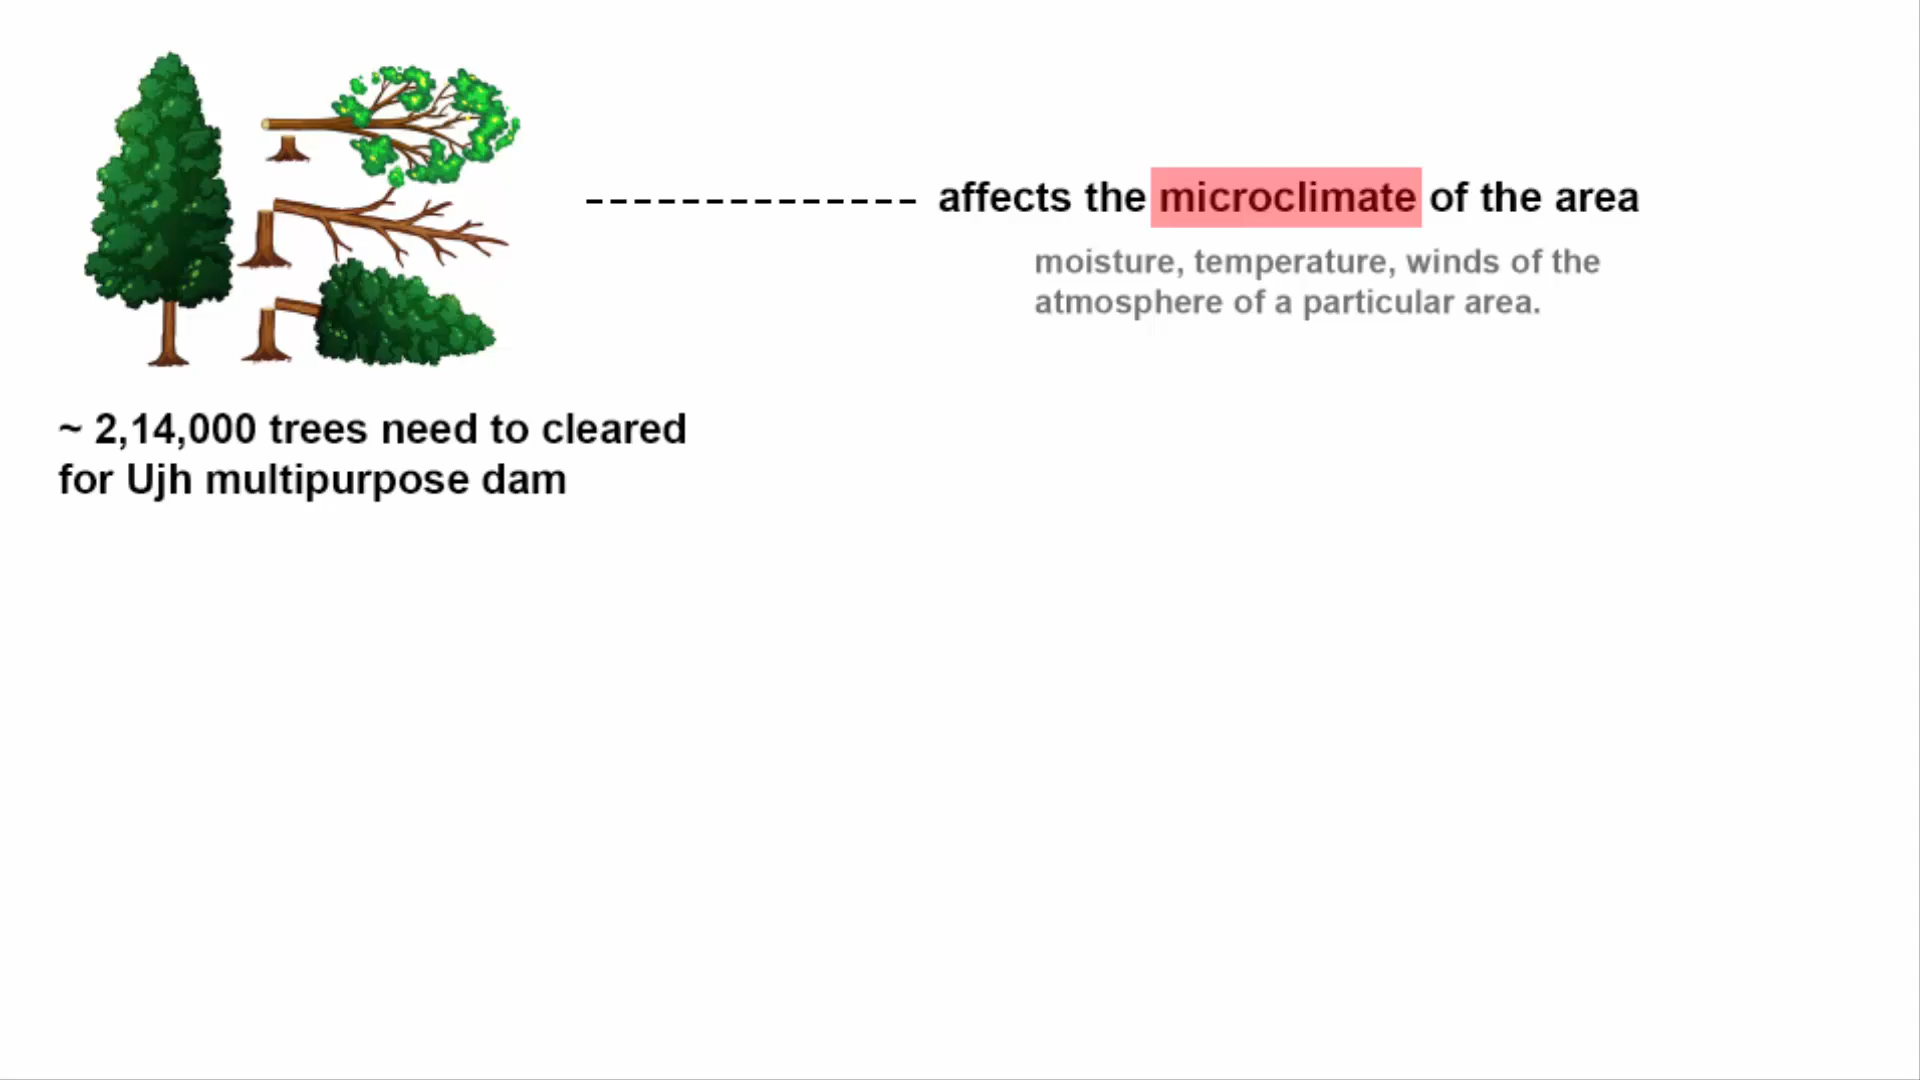 affects the microclimate of the area
moisture, temperature, winds of the
atmosphere of a particular area.
~ 2,14,000 trees need to cleared
for Ujh multipurpose dam